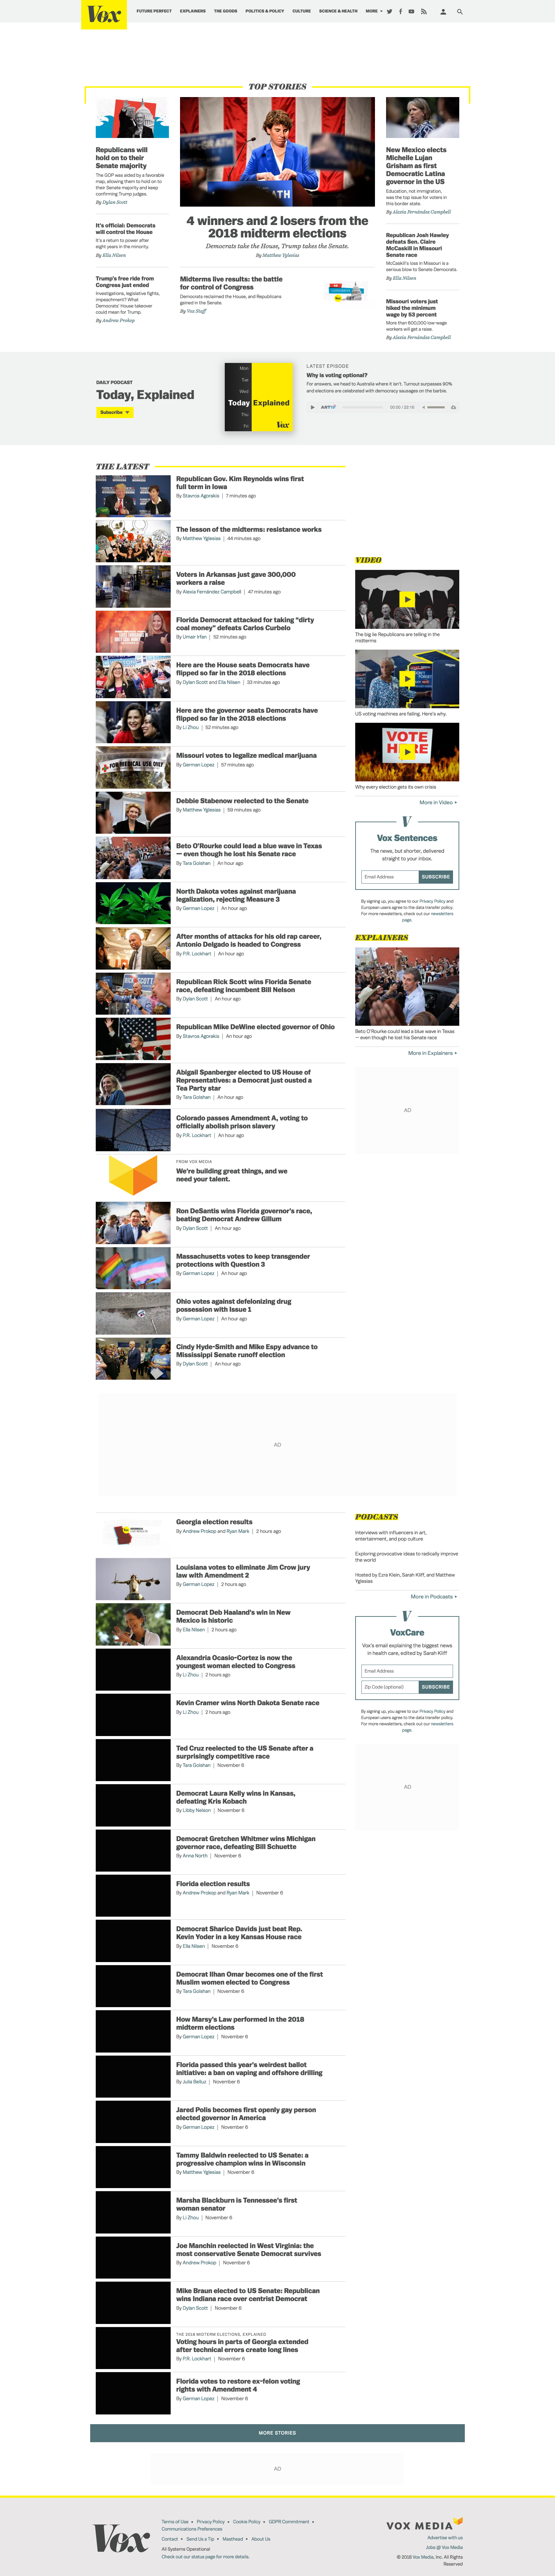 Vox
FUTURE PERFECT EXPLAINERS THE GOODS POLITICS & POLICY CULTURE SCIENCE & HEALTH MORE
TOP STORIES
Republicans will
hold on to their
Senate majority
The GOP was aided by a favorable
map, allowing them to hold on to
their Senate majority and keep
confirming Trump judges.
By Dylan Scott
It's official: Democrats
will control the House
It's a return to power after
eight years in the minority.
By Ella Nilsen
Trump's free ride from
Congress just ended
Investigations, legislative fights,
impeachment? What
Democrats' House takeover
could mean for Trump.
By Andrew Prokop
4 winners and 2 losers from the
2018 midterm elections
Democrats take the House, Trump takes the Senate.
By Matthew Yglesias
Midterms live results: the battle
for control of Congress
Democrats reclaimed the House, and Republicans
gained in the Senate.
By Vox Staff
New Mexico elects
Michelle Lujan
Grisham as first
Democratic Latina
governor in the US
Education, not immigration,
was the top issue for voters in
this border state.
By Alexia Fernández Campbell
Republican Josh Hawley
defeats Sen. Claire
McCaskill in Missouri
Senate race
McCaskill's loss in Missouri is a
serious blow to Senate Democrats.
By Ella Nilsen
Missouri voters just
hiked the minimum
wage by 53 percent
More than 600,000 low-wage
workers will get a raise.
By Alexia Fernández Campbell
DAILY PODCAST
Today, Explained
Subscribe
Mon
Tue
Wed
Today Explained
Thu
Fri
Vox
LATEST EPISODE
Why is voting optional?
For answers, we head to Australia where it isn't. Turnout surpasses 90%
and elections are celebrated with democracy sausages on the barbie.
ART19
00:00 / 22:16
THE LATEST
Republican Gov. Kim Reynolds wins first
full term in Iowa
By Stavros Agorakis | 7 minutes ago
The lesson of the midterms: resistance works
By Matthew Yglesias | 44 minutes ago
Voters in Arkansas just gave 300,000
workers a raise
By Alexia Fernández Campbell | 47 minutes ago
Florida Democrat attacked for taking "dirty
coal money" defeats Carlos Curbelo
By Umair Irfan | 52 minutes ago
Here are the House seats Democrats have
flipped so far in the 2018 elections
By Dylan Scott and Ella Nilsen | 33 minutes ago
Here are the governor seats Democrats have
flipped so far in the 2018 elections
By Li Zhou | 52 minutes ago
Missouri votes to legalize medical marijuana
By German Lopez | 57 minutes ago
FOR MEDICAL USE ONLY
Debbie Stabenow reelected to the Senate
By Matthew Yglesias | 59 minutes ago
Beto O'Rourke could lead a blue wave in Texas
— even though he lost his Senate race
By Tara Golshan | An hour ago
North Dakota votes against marijuana
legalization, rejecting Measure 3
By German Lopez | An hour ago
After months of attacks for his old rap career,
Antonio Delgado is headed to Congress
By P.R. Lockhart | An hour ago
Republican Rick Scott wins Florida Senate
race, defeating incumbent Bill Nelson
By Dylan Scott | An hour ago
Republican Mike DeWine elected governor of Ohio
By Stavros Agorakis | An hour ago
Abigail Spanberger elected to US House of
Representatives: a Democrat just ousted a
Tea Party star
By Tara Golshan | An hour ago
Colorado passes Amendment A, voting to
officially abolish prison slavery
By P.R. Lockhart | An hour ago
FROM VOX MEDIA
We're building great things, and we
need your talent.
Ron DeSantis wins Florida governor's race,
beating Democrat Andrew Gillum
By Dylan Scott | An hour ago
Massachusetts votes to keep transgender
protections with Question 3
By German Lopez | An hour ago
Ohio votes against defelonizing drug
possession with Issue 1
By German Lopez | An hour ago
Cindy Hyde-Smith and Mike Espy advance to
Mississippi Senate runoff election
By Dylan Scott | An hour ago
VIDEO
The big lie Republicans are telling in the
midterms
US voting machines are failing. Here's why.
VOTE
HERE
Why every election gets its own crisis
More in Video
V
Vox Sentences
The news, but shorter, delivered
straight to your inbox.
Email Address SUBSCRIBE
By signing up, you agree to our Privacy Policy and
European users agree to the data transfer policy.
For more newsletters, check out our newsletters
page.
EXPLAINERS
Beto O'Rourke could lead a blue wave in Texas
— even though he lost his Senate race
More in Explainers
AD
AD
Georgia election results
By Andrew Prokop and Ryan Mark | 2 hours ago
Louisiana votes to eliminate Jim Crow jury
law with Amendment 2
By German Lopez | 2 hours ago
Democrat Deb Haaland's win in New
Mexico is historic
By Ella Nilsen | 2 hours ago
Alexandria Ocasio-Cortez is now the
youngest woman elected to Congress
By Li Zhou | 2 hours ago
Kevin Cramer wins North Dakota Senate race
By Li Zhou | 2 hours ago
Ted Cruz reelected to the US Senate after a
surprisingly competitive race
By Tara Golshan | November 6
Democrat Laura Kelly wins in Kansas,
defeating Kris Kobach
By Libby Nelson | November 6
Democrat Gretchen Whitmer wins Michigan
governor race, defeating Bill Schuette
By Anna North | November 6
Florida election results
By Andrew Prokop and Ryan Mark | November 6
Democrat Sharice Davids just beat Rep.
Kevin Yoder in a key Kansas House race
By Ella Nilsen | November 6
Democrat Ilhan Omar becomes one of the first
Muslim women elected to Congress
By Tara Golshan | November 6
How Marsy's Law performed in the 2018
midterm elections
By German Lopez | November 6
Florida passed this year's weirdest ballot
initiative: a ban on vaping and offshore drilling
By Julia Belluz | November 6
Jared Polis becomes first openly gay person
elected governor in America
By German Lopez | November 6
Tammy Baldwin reelected to US Senate: a
progressive champion wins in Wisconsin
By Matthew Yglesias | November 6
Marsha Blackburn is Tennessee's first
woman senator
By Li Zhou | November 6
Joe Manchin reelected in West Virginia: the
most conservative Senate Democrat survives
By Andrew Prokop | November 6
Mike Braun elected to US Senate: Republican
wins Indiana race over centrist Democrat
By Dylan Scott | November 6
THE 2018 MIDTERM ELECTIONS, EXPLAINED
Voting hours in parts of Georgia extended
after technical errors create long lines
By P.R. Lockhart | November 6
Florida votes to restore ex-felon voting
rights with Amendment 4
By German Lopez | November 6
PODCASTS
Interviews with influencers in art,
entertainment, and pop culture
Exploring provocative ideas to radically improve
the world
Hosted by Ezra Klein, Sarah Kliff, and Matthew
Yglesias
More in Podcasts
V
VoxCare
Vox's email explaining the biggest news
in health care, edited by Sarah Kliff
Email Address
Zip Code (optional) SUBSCRIBE
By signing up, you agree to our Privacy Policy and
European users agree to the data transfer policy.
For more newsletters, check out our newsletters
page.
AD
MORE STORIES
AD
Vox
Terms of Use • Privacy Policy • Cookie Policy • GDPR Commitment •
Communications Preferences
Contact • Send Us a Tip • Masthead • About Us
All Systems Operational
Check out our status page for more details.
VOX MEDIA
Advertise with us
Jobs @ Vox Media
© 2018 Vox Media, Inc. All Rights
Reserved